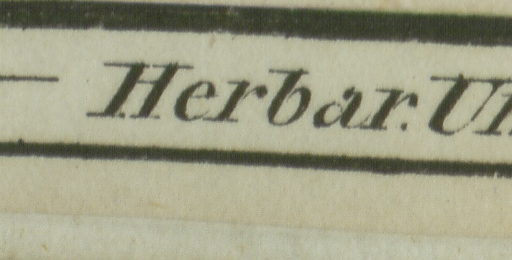 — Herbar.